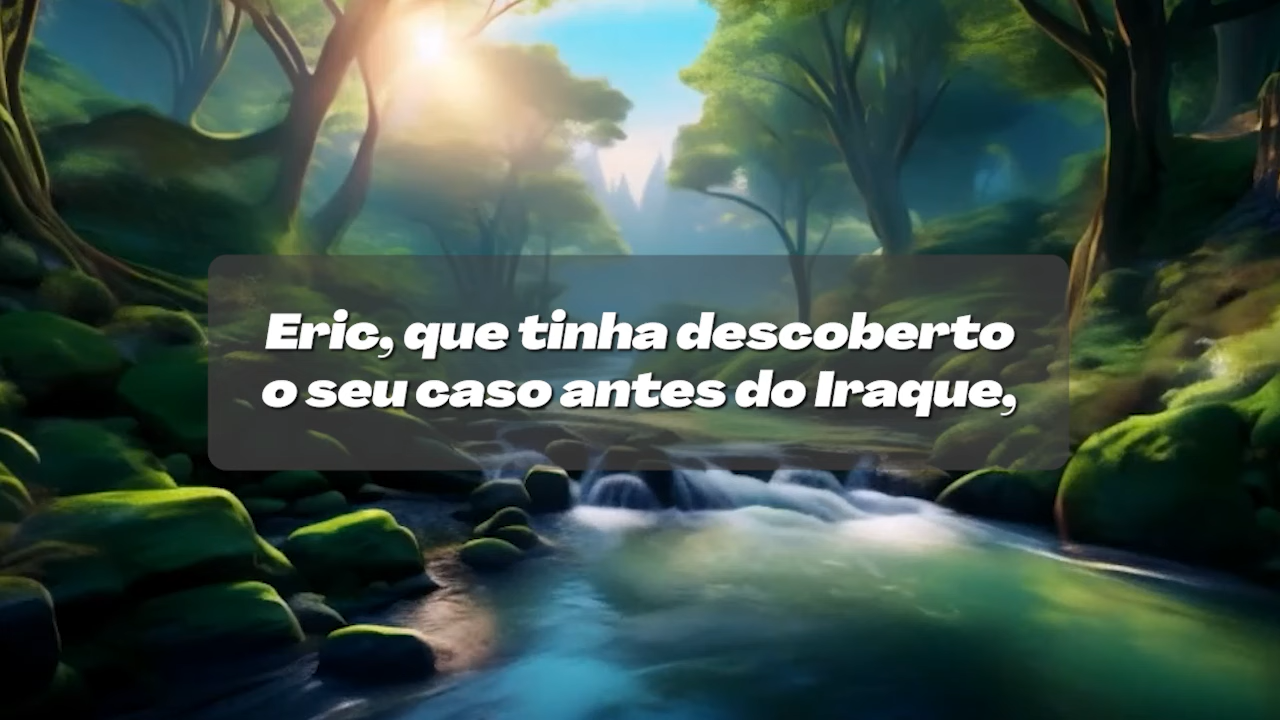 Eric, que tinha descoberto
o seu caso antes do Iraque,